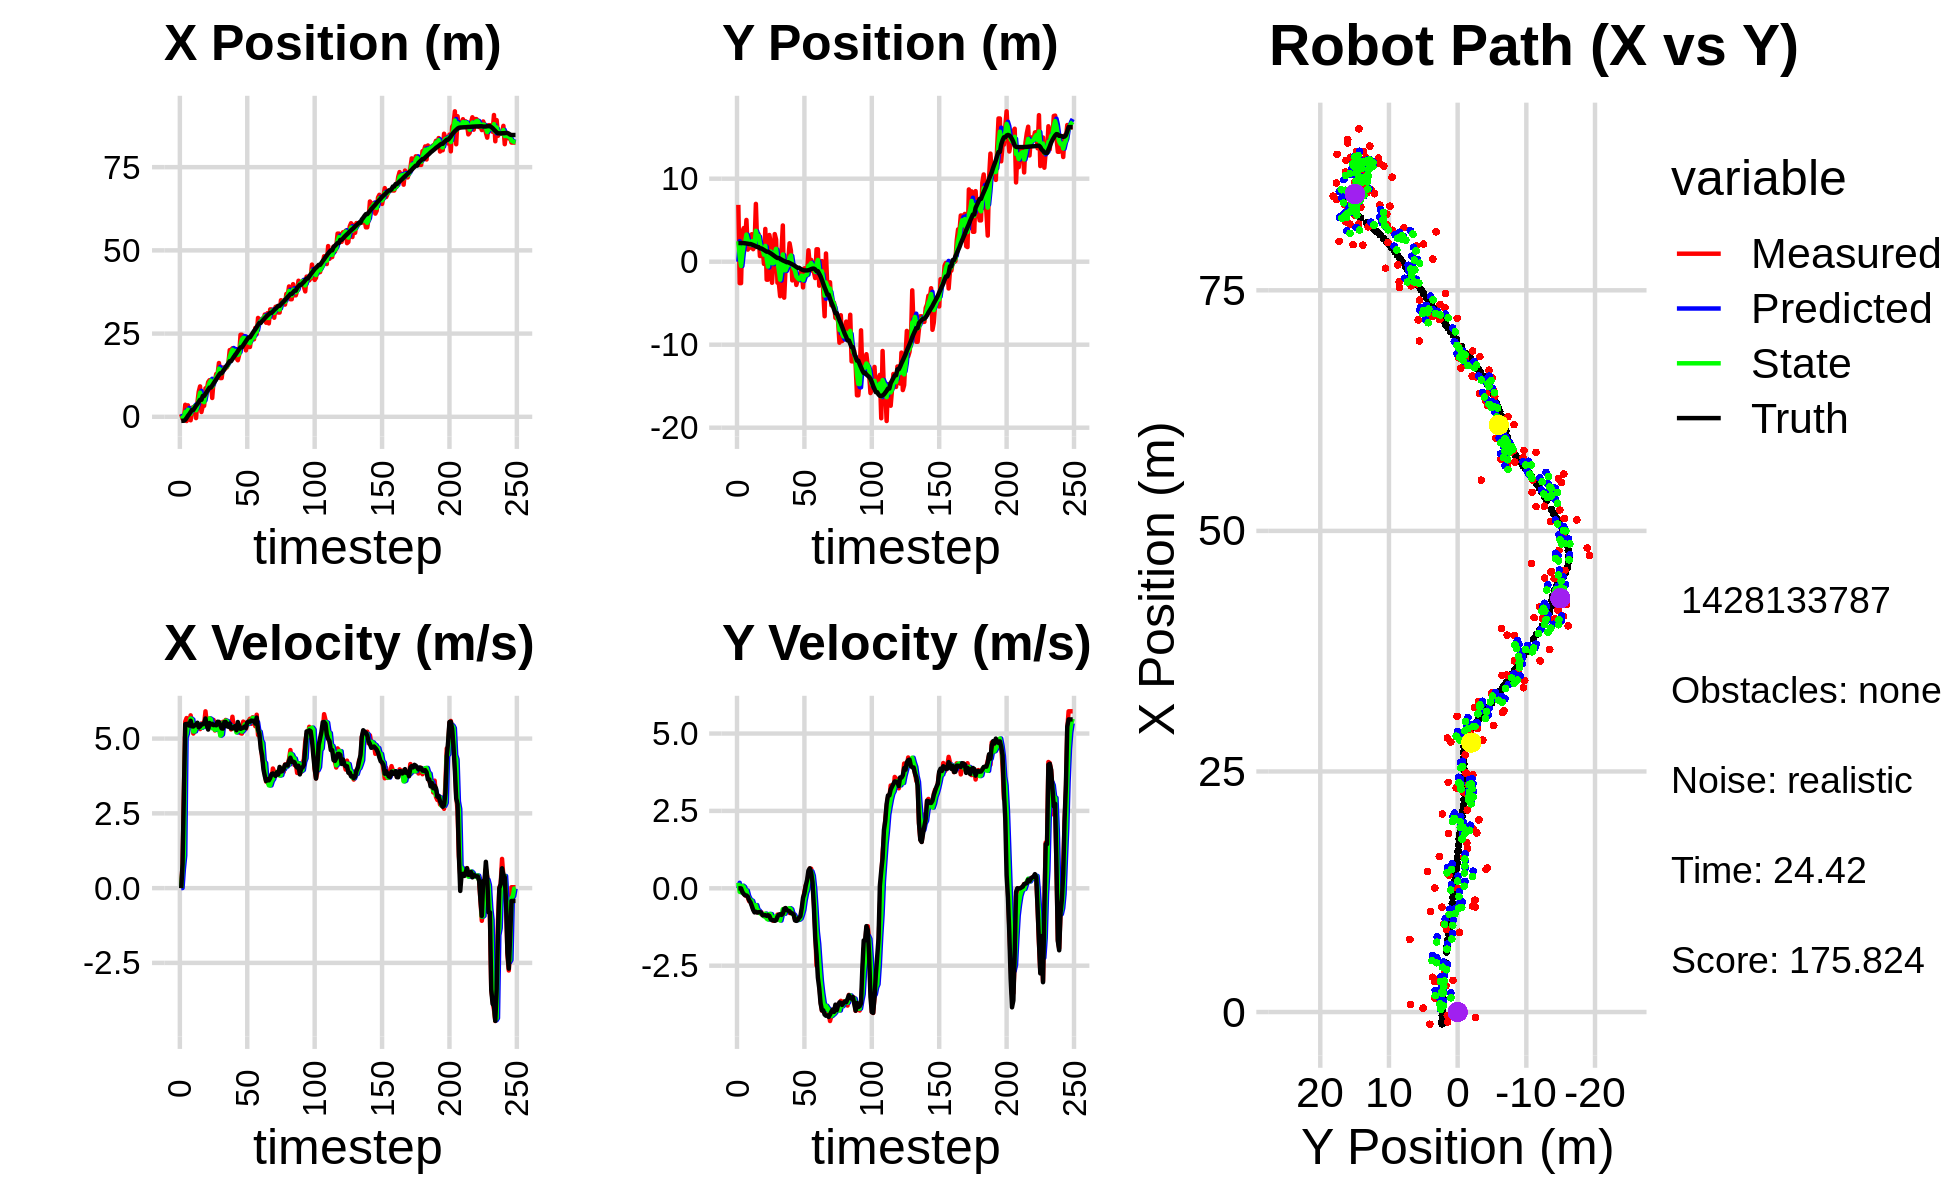 X Position (m)
75
50
25
0
0
50
100
150
200
250
timestep
Y Position (m)
10
0
-10
-20
0
50
100
150
200
250
timestep
X Velocity (m/s)
5.0
2.5
0.0
-2.5
0
50
100
150
200
250
timestep
Y Velocity (m/s)
5.0
2.5
0.0
-2.5
0
50
100
150
200
250
timestep
Robot Path (X vs Y)
X Position (m)
75
50
25
0
20 10 0 -10 -20
Y Position (m)
variable
Measured
Predicted
State
Truth
1428133787
Obstacles: none
Noise: realistic
Time: 24.42
Score: 175.824